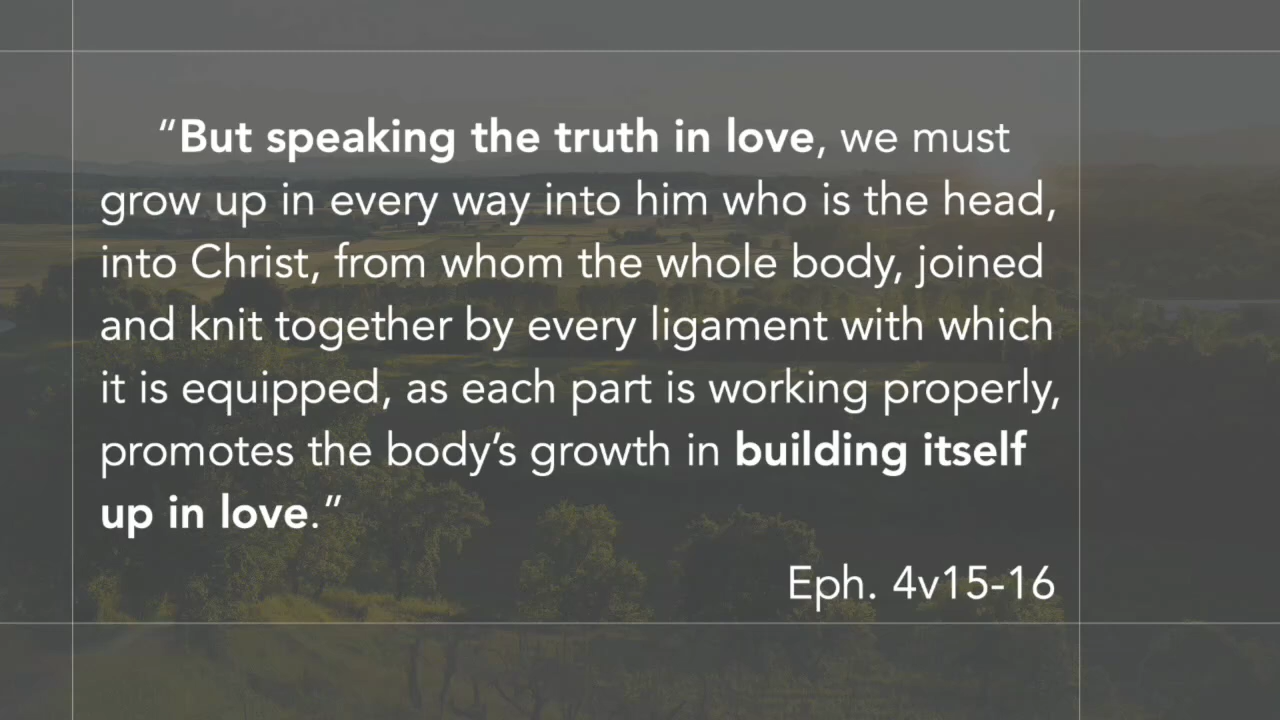 “But speaking the truth in love, we must
grow up in every way into him who is the head,
into Christ, from whom the whole body, joined
and knit together by every ligament with which
it is equipped, as each part is working properly,
promotes the body’s growth in building itself
up in love.”
Eph. 4v15-16